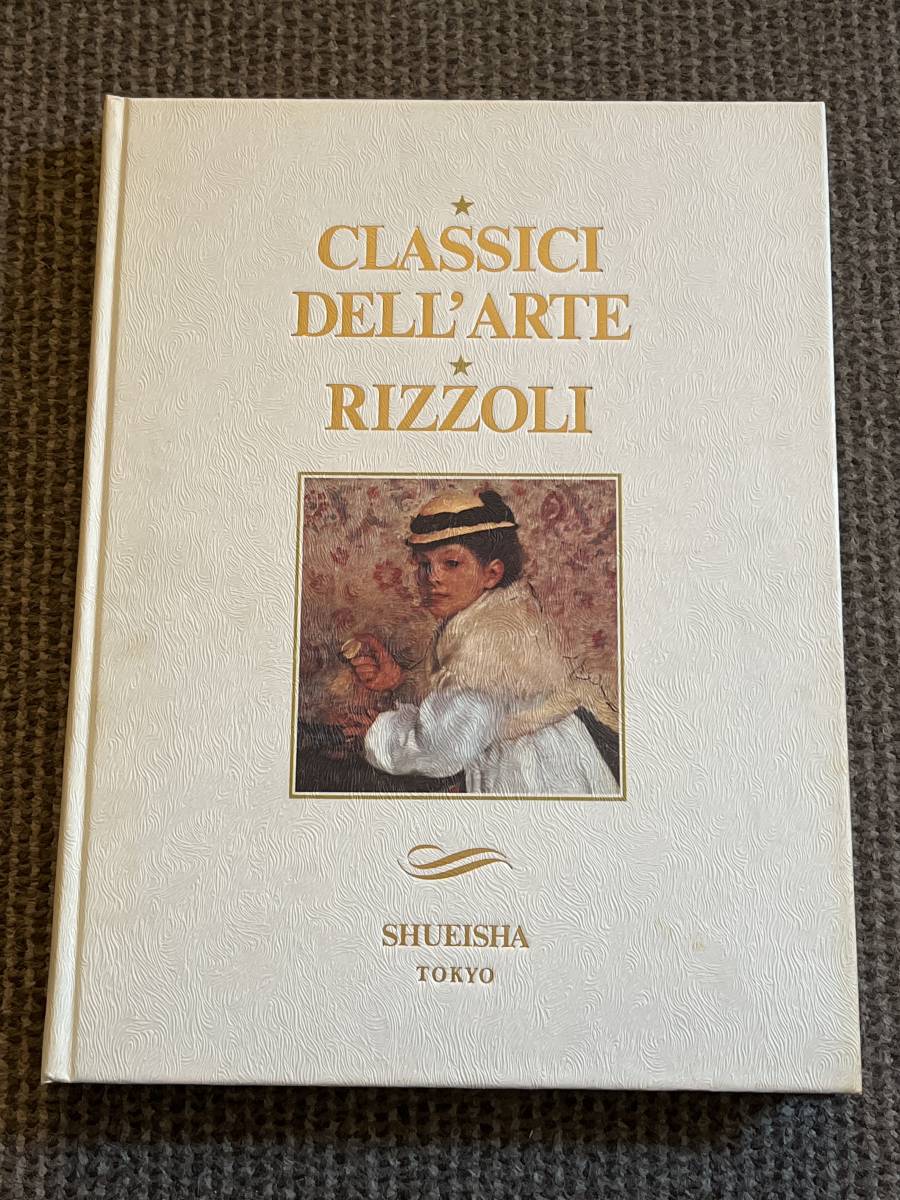 CLASSICI
DELL'ARTE
RIZZOLI
SHUEISHA
TOKYO